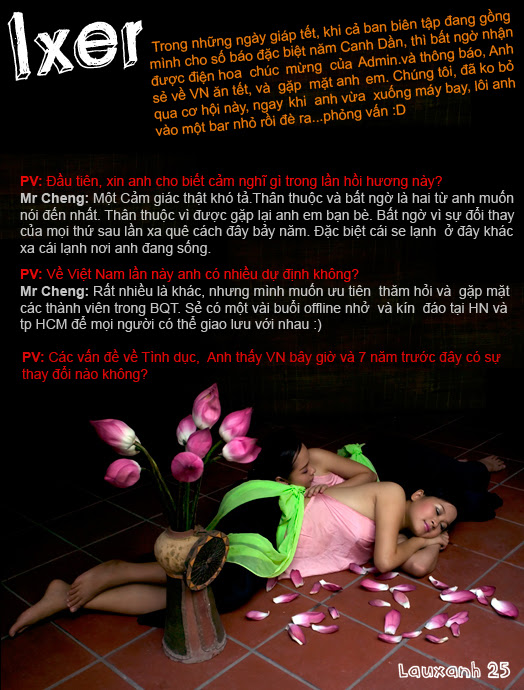 Ixer
Trong những ngày giáp tết, khi cả ban biên tập đang gồng
mình cho số báo đặc biệt năm Canh Dần, thì bất ngờ nhận
được điện hoa chúc mừng của Admin.và thông báo, Anh
sẻ về VN ăn tết, và gặp mặt anh em. Chúng tôi, đã ko bỏ
qua cơ hội này, ngay khi anh vừa xuống máy bay, lôi anh
vào một bar nhỏ rồi đè ra...phỏng vấn :D
PV: Đầu tiên, xin anh cho biết cảm nghĩ gì trong lần hồi hương này?
Mr Cheng: Một Cảm giác thật khó tả.Thân thuộc và bất ngờ là hai từ anh muốn
nói đến nhất. Thân thuộc vì được gặp lại anh em bạn bè. Bất ngờ vì sự đổi thay
của mọi thứ sau lần xa quê cách đây bảy năm. Đặc biệt cái se lạnh ở đây khác
xa cái lạnh nơi anh đang sống.
PV: Về Việt Nam lần này anh có nhiều dự định không?
Mr Cheng: Rất nhiều là khác, nhưng mình muốn ưu tiên thăm hỏi và gặp mặt
các thành viên trong BQT. Sẻ có một vài buổi offline nhở và kín đáo tại HN và
tp HCM để mọi người có thể giao lưu với nhau :)
PV: Các vấn đề về Tình dục, Anh thấy VN bây giờ và 7 năm trước đây có sự
thay đổi nào không?
Lauxanh 25